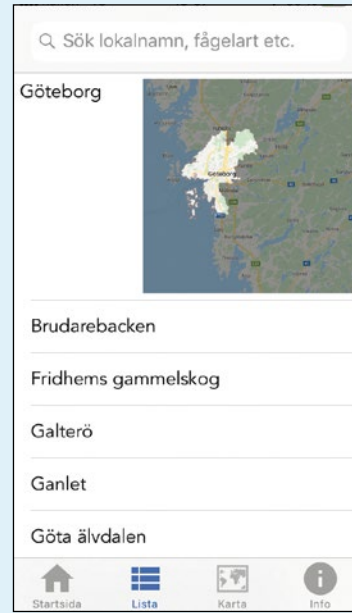 Sök lokalnamn, fågelart etc.
Göteborg
Göteborg
Brudarebacken
Fridhems gammelskog
Galterö
Ganlet
Göta älvdalen
Startsida Lista Karta Info